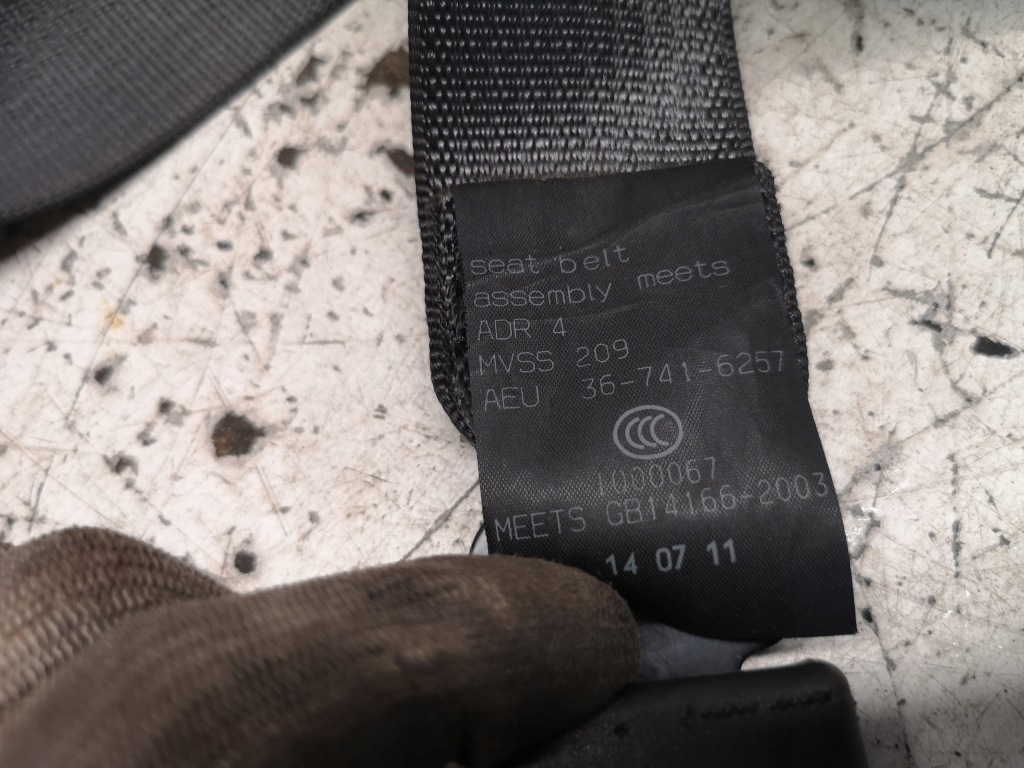 seat belt
assembly meets
ADR 4
MVSS 209
AEU 36-741-6257
CCC
1000067
MEETS GB14166-2003
14 07 11